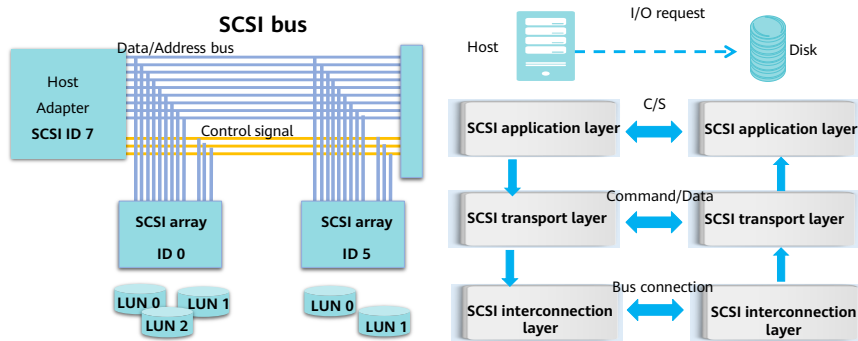 SCSI bus
Data/Address bus
Host
Adapter
SCSI ID 7
Control signal
SCSI array
ID 0
SCSI array
ID 5
LUN 0
LUN 1
LUN 2
LUN 0
LUN 1
I/O request
Host
Disk
C/S
SCSI application layer
SCSI application layer
Command/Data
SCSI transport layer
SCSI transport layer
Bus connection
SCSI interconnection
layer
SCSI interconnection
layer